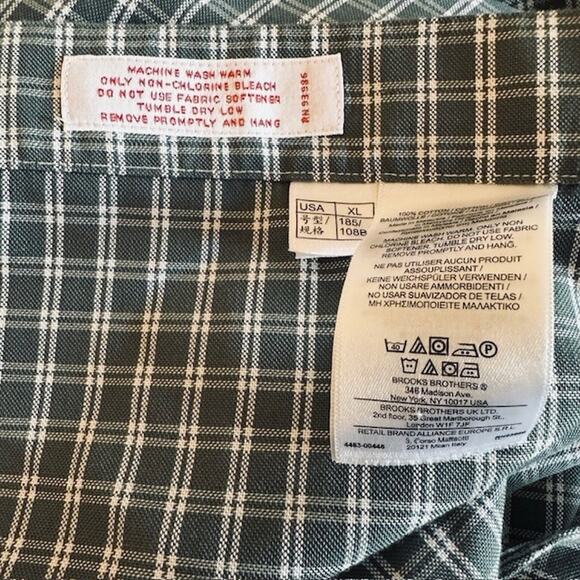 MACHINE WASH WARM
ONLY NON-CHLORINE BLEACH
DO NOT USE FABRIC SOFTENER
TUMBLE DRY LOW
REMOVE PROMPTLY AND HANG
RN 93986
USA XL
号型/ 185/
规格 108B
100% COTTON
MACHINE WASH WARM. ONLY NON
CHLORINE BLEACH. DO NOT USE FABRIC
SOFTENER. TUMBLE DRY LOW.
REMOVE PROMPTLY AND HANG.
NE PAS UTILISER AUCUN PRODUIT
ASSOUPLISSANT /
KEINE WEICHSPÜLER VERWENDEN /
NON USARE AMMORBIDENTI /
NO USAR SUAVIZADOR DE TELAS /
ΜΗ ΧΡΗΣΙΜΟΠΟΙΕΙΤΕ ΜΑΛΑΚΤΙΚΟ
40 P
BROOKS BROTHERS ®
346 Madison Ave.
New York, NY 10017 USA
BROOKS BROTHERS UK LTD.
2nd floor, 35 Great Marlborough St.
London W1F 7JF
RETAIL BRAND ALLIANCE EUROPE S.R.L.
5, Corso Matteotti
4483-00446 20121 Milan Italy